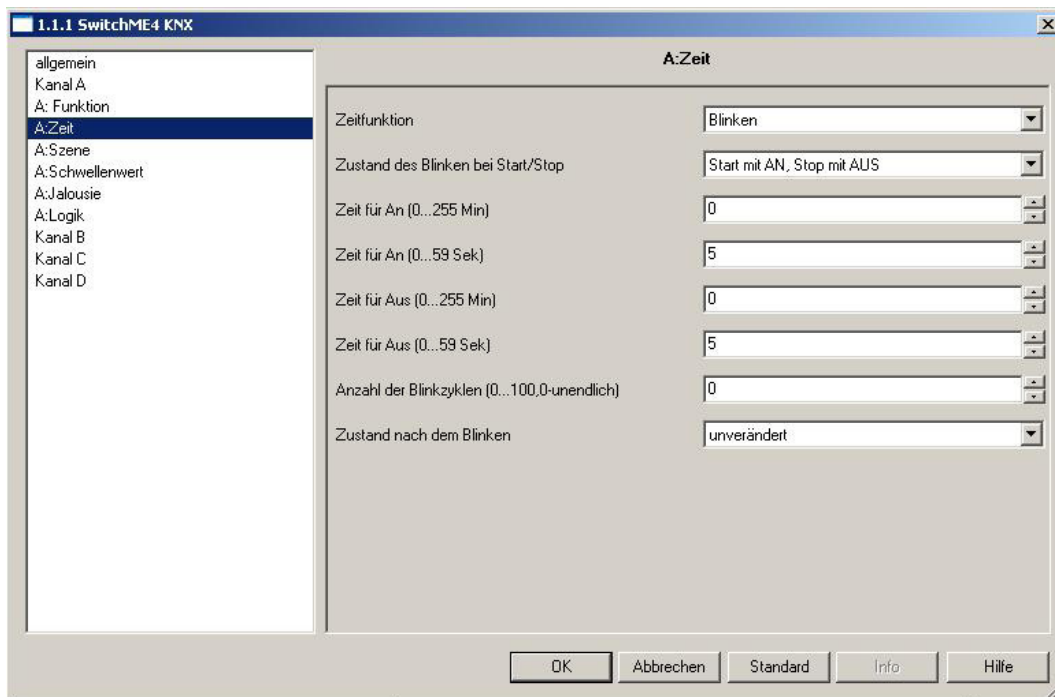 1.1.1 SwitchME4 KNX
allgemein
Kanal A
A: Funktion
A:Zeit
A:Szene
A:Schwellenwert
A:Jalousie
A:Logik
Kanal B
Kanal C
Kanal D
A:Zeit
Zeitfunktion
Blinken
Zustand des Blinken bei Start/Stop
Start mit AN, Stop mit AUS
Zeit für An (0...255 Min)
0
Zeit für An (0...59 Sek)
5
Zeit für Aus (0...255 Min)
0
Zeit für Aus (0...59 Sek)
5
Anzahl der Blinkzyklen (0...100,0-unendlich)
0
Zustand nach dem Blinken
unverändert
OK
Abbrechen
Standard
Info
Hilfe